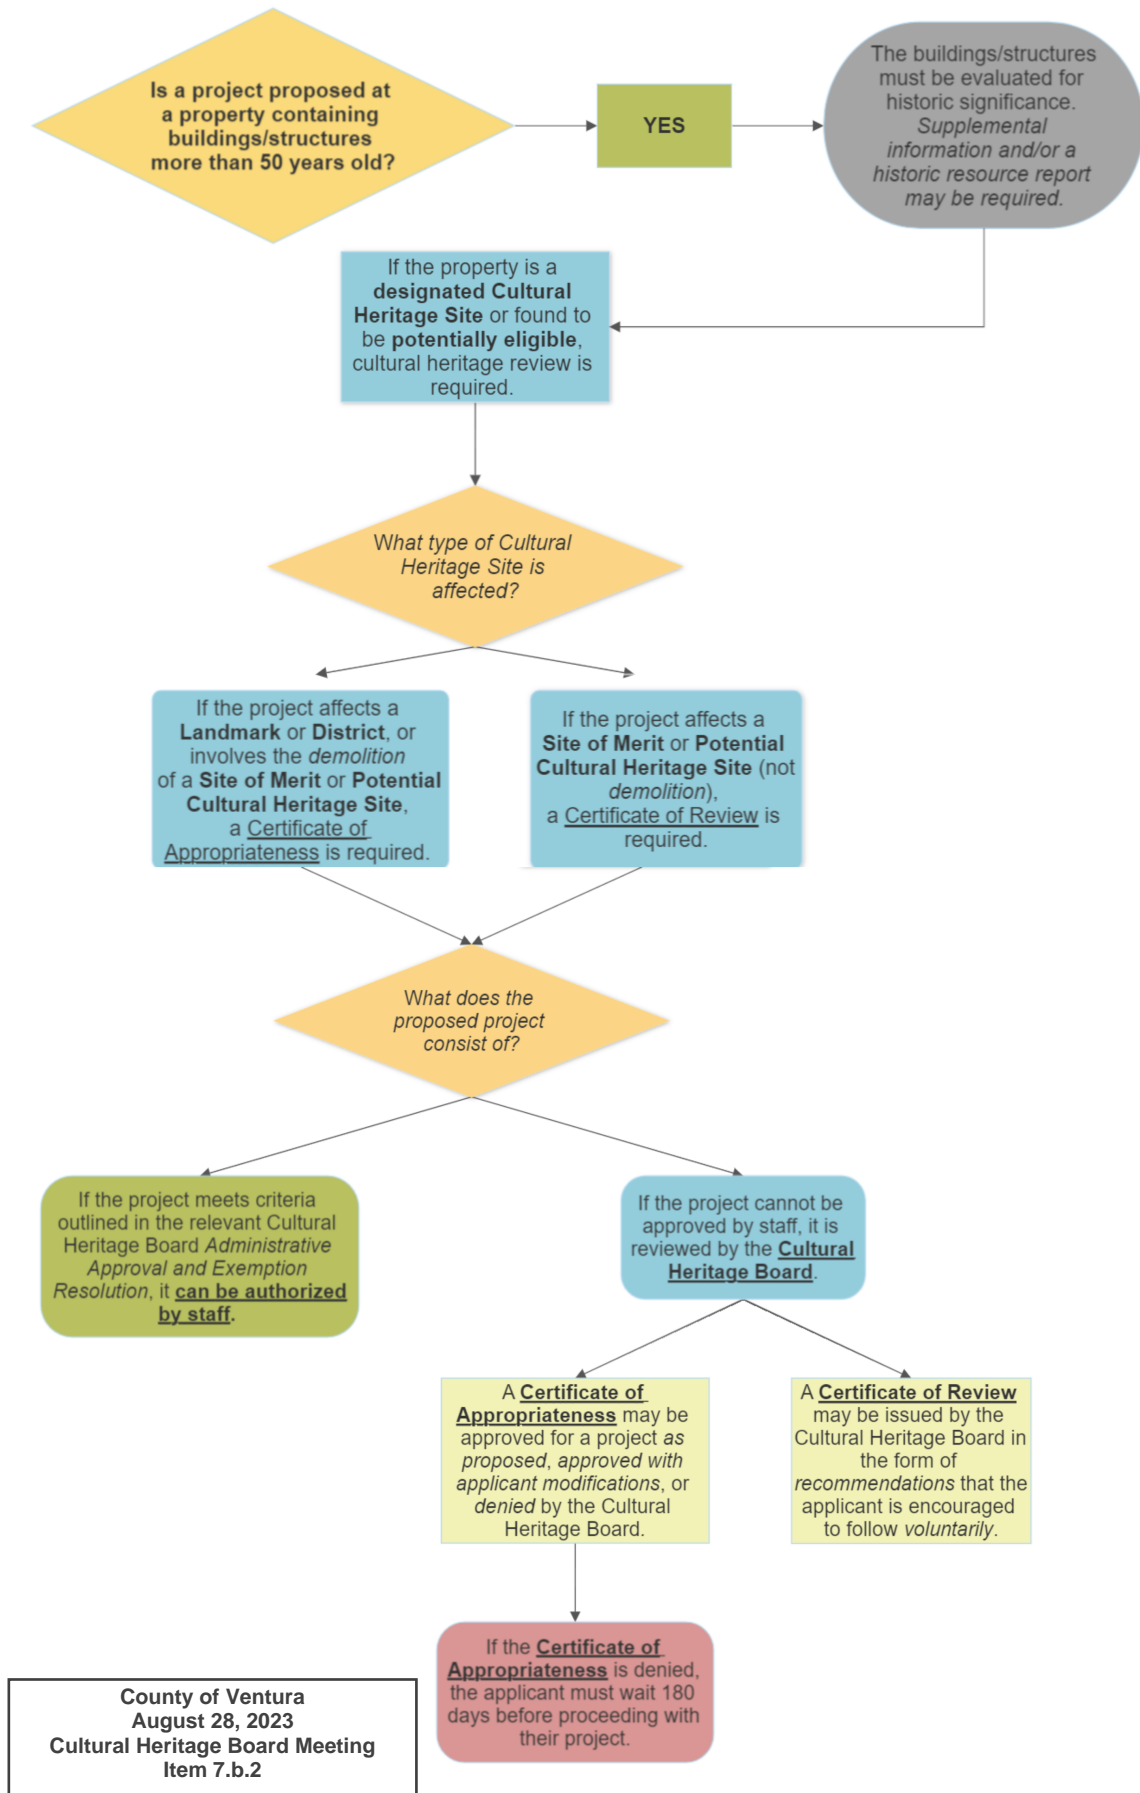 Is a project proposed at
a property containing
buildings/structures
more than 50 years old?
YES
The buildings/structures
must be evaluated for
historic significance.
Supplemental
information and/or a
historic resource report
may be required.
If the property is a
designated Cultural
Heritage Site or found to
be potentially eligible,
cultural heritage review is
required.
What type of Cultural
Heritage Site is
affected?
If the project affects a
Landmark or District, or
involves the demolition
of a Site of Merit or Potential
Cultural Heritage Site,
a Certificate of
Appropriateness is required.
If the project affects a
Site of Merit or Potential
Cultural Heritage Site (not
demolition),
a Certificate of Review is
required.
What does the
proposed project
consist of?
If the project meets criteria
outlined in the relevant Cultural
Heritage Board Administrative
Approval and Exemption
Resolution, it can be authorized
by staff.
If the project cannot be
approved by staff, it is
reviewed by the Cultural
Heritage Board.
A Certificate of
Appropriateness may be
approved for a project as
proposed, approved with
applicant modifications, or
denied by the Cultural
Heritage Board.
A Certificate of Review
may be issued by the
Cultural Heritage Board in
the form of
recommendations that the
applicant is encouraged
to follow voluntarily.
If the Certificate of
Appropriateness is denied,
the applicant must wait 180
days before proceeding with
their project.
County of Ventura
August 28, 2023
Cultural Heritage Board Meeting
Item 7.b.2